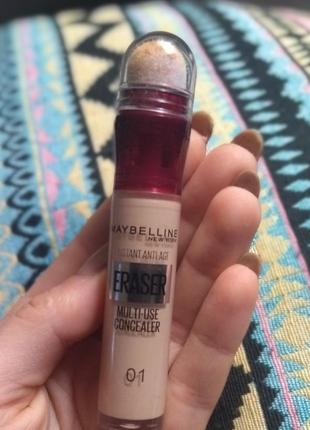 MAYBELLINE
NEW YORK
INSTANT ANTI AGE
ERASER
MULTI-USE
CONCEALER
01